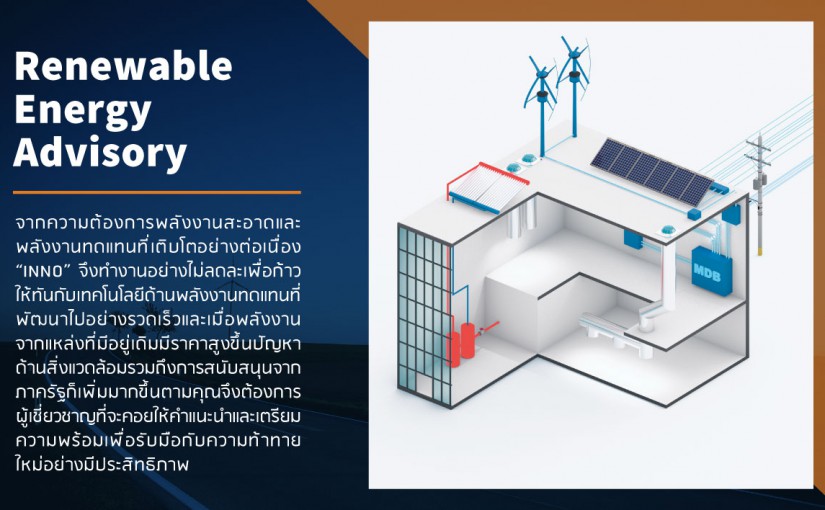 Renewable
Energy
Advisory
จากความต้องการพลังงานสะอาดและ
พลังงานทดแทนที่เติบโตอย่างต่อเนื่อง
“INNO” จึงทำงานอย่างไม่ลดละเพื่อก้าว
ให้ทันกับเทคโนโลยีด้านพลังงานทดแทนที่
พัฒนาไปอย่างรวดเร็วและเมื่อพลังงาน
จากแหล่งที่มีอยู่เดิมมีราคาสูงขึ้นปัญหา
ด้านสิ่งแวดล้อมรวมถึงการสนับสนุนจาก
ภาครัฐก็เพิ่มมากขึ้นตามคุณจึงต้องการ
ผู้เชี่ยวชาญที่จะคอยให้คำแนะนำและเตรียม
ความพร้อมเพื่อรับมือกับความท้าทาย
ใหม่อย่างมีประสิทธิภาพ
MDB